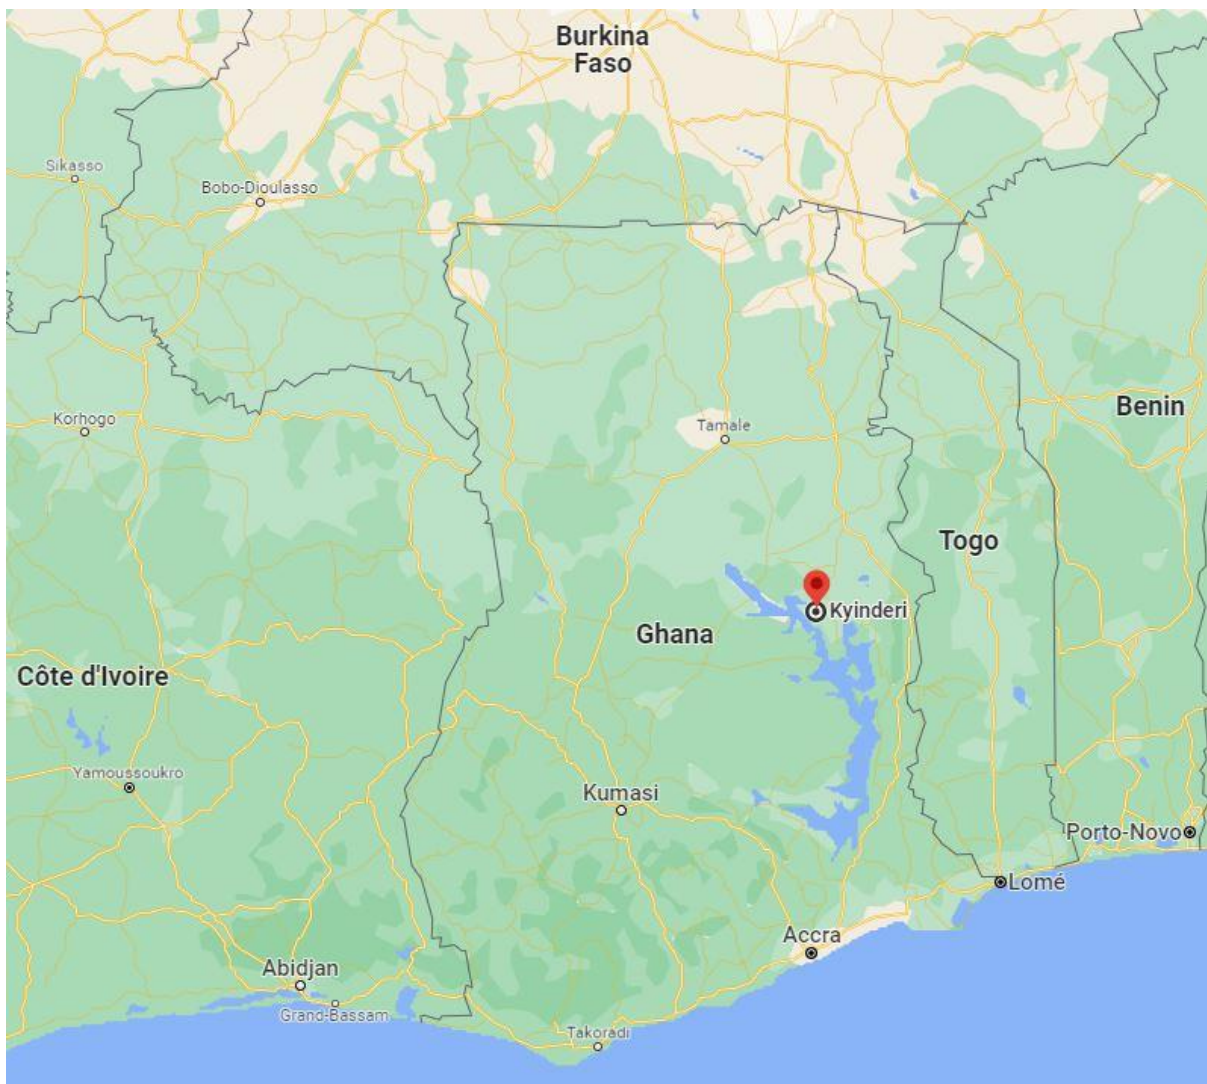 Burkina
Faso
Sikasso
Bobo-Dioulasso
Korhogo
Tamale
Benin
Togo
Kyinderi
Ghana
Côte d'Ivoire
Yamoussoukro
Kumasi
Porto-Novo
Lomé
Accra
Abidjan
Grand-Bassam
Takoradi